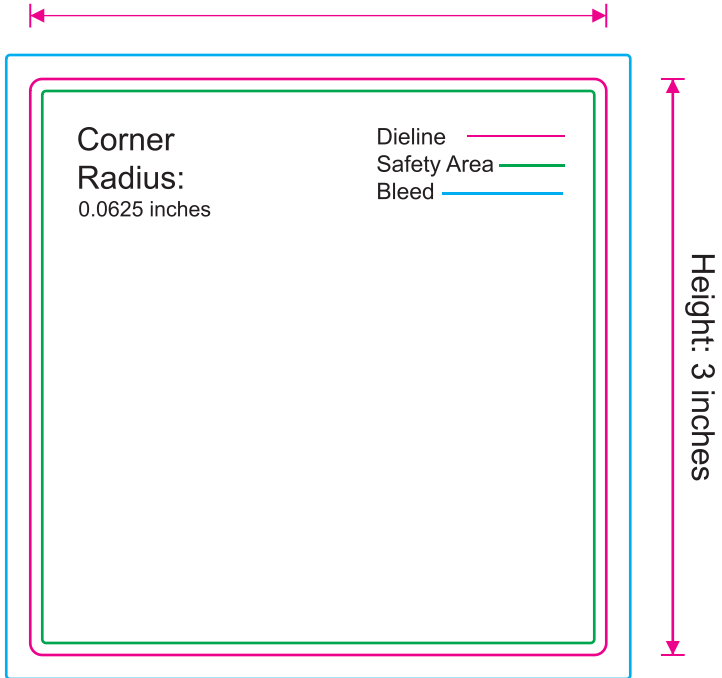 Corner
Radius:
0.0625 inches
Dieline
Safety Area
Bleed
Height: 3 inches